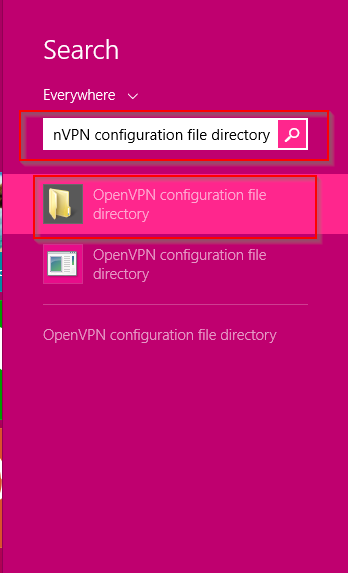 Search
Everywhere
nVPN configuration file directory
OpenVPN configuration file
directory
OpenVPN configuration file
directory
OpenVPN configuration file directory